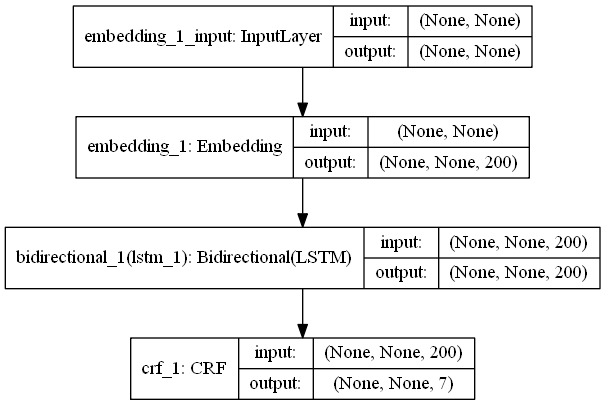 embedding_1_input: InputLayer
input: (None, None)
output: (None, None)
embedding_1: Embedding
input: (None, None)
output: (None, None, 200)
bidirectional_1(lstm_1): Bidirectional(LSTM)
input: (None, None, 200)
output: (None, None, 200)
crf_1: CRF
input: (None, None, 200)
output: (None, None, 7)